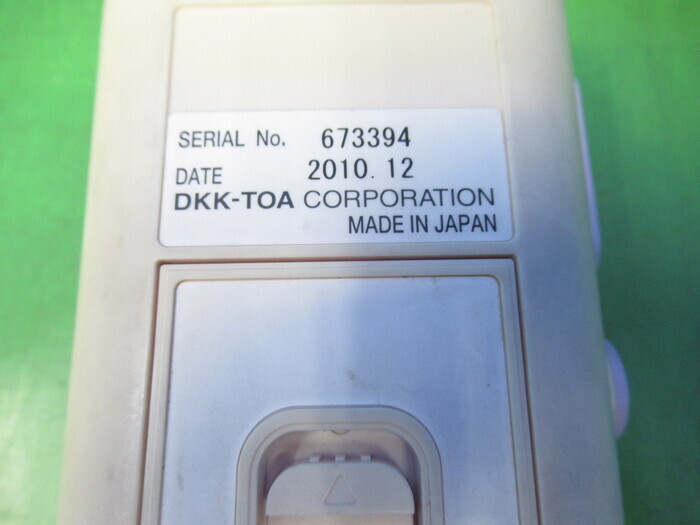 SERIAL No. 673394
DATE 2010.12
DKK-TOA CORPORATION
MADE IN JAPAN